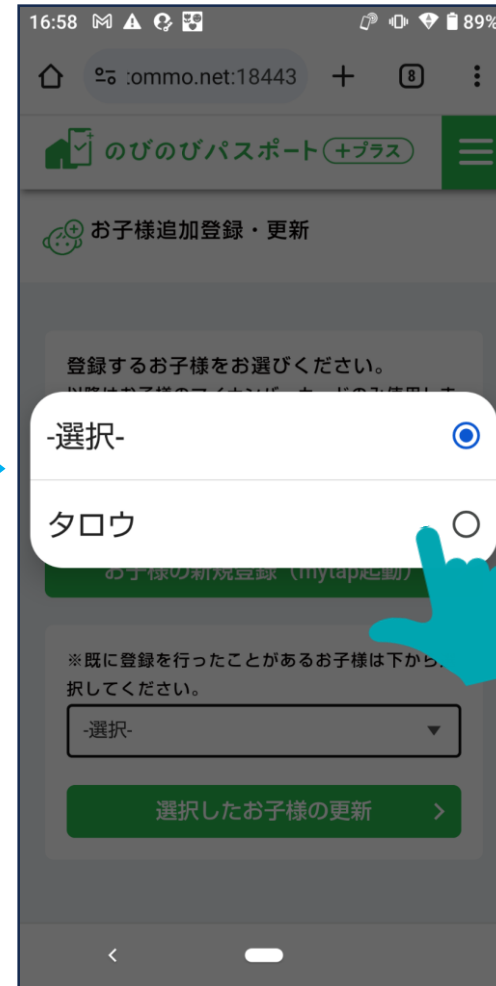 16:58
89%
:ommo.net:18443
8
のびのびパスポート +プラス
お子様追加登録・更新
登録するお子様をお選びください。
-選択-
タロウ
お子様の新規登録（mytap起動）
※既に登録を行ったことがあるお子様は下から
択してください。
-選択-
選択したお子様の更新